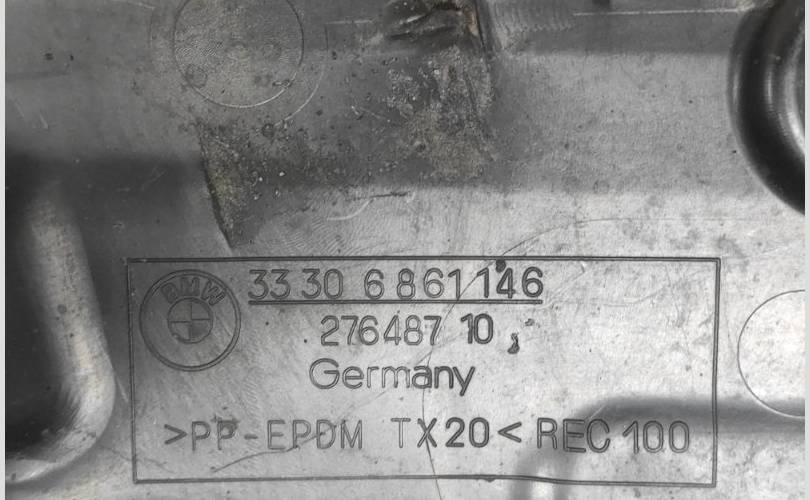 BMW
33 30 6 861 146
276487 10
Germany
>PP-EPDM TX20< REC 100